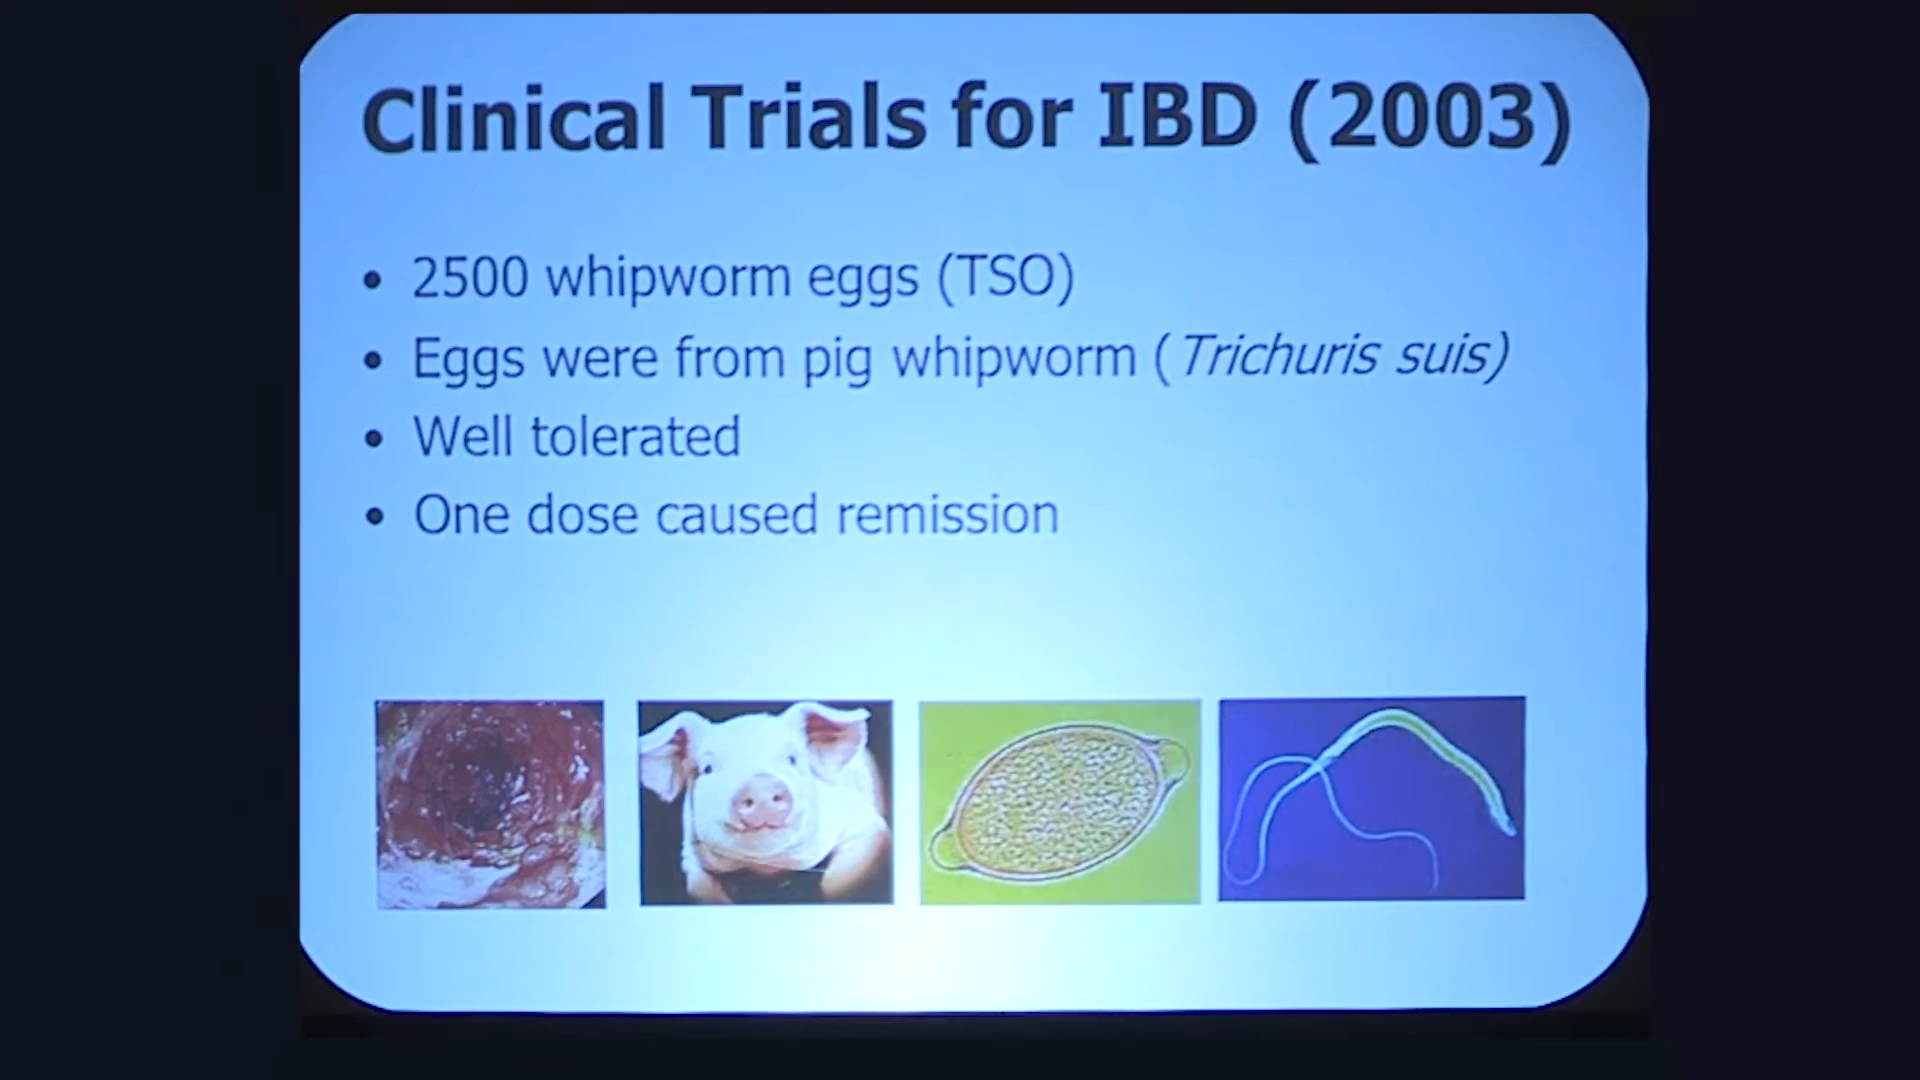 Clinical Trials for IBD (2003)
• 2500 whipworm eggs (TSO)
• Eggs were from pig whipworm (Trichuris suis)
• Well tolerated
• One dose caused remission